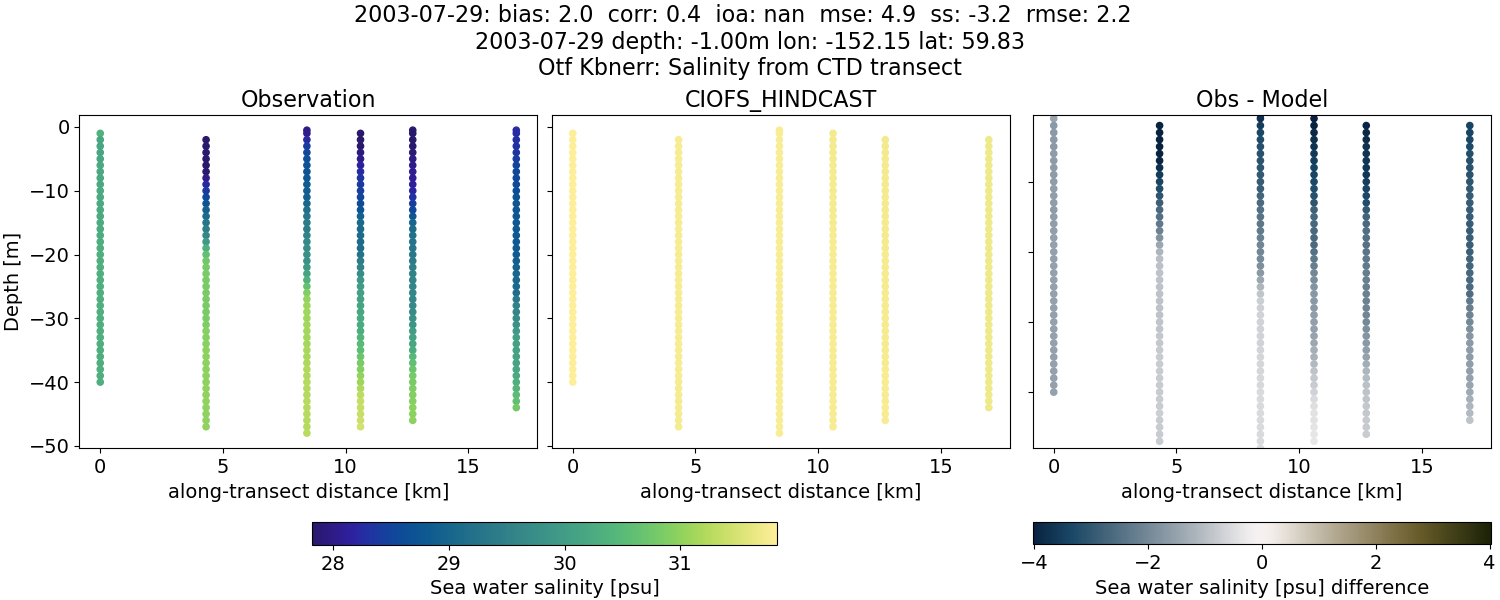 2003-07-29: bias: 2.0  corr: 0.4  ioa: nan  mse: 4.9  ss: -3.2  rmse: 2.2
2003-07-29 depth: -1.00m lon: -152.15 lat: 59.83
Otf Kbnerr: Salinity from CTD transect
Observation
CIOFS_HINDCAST
Obs - Model
Depth [m]
0
−10
−20
−30
−40
−50
0 5 10 15
0 5 10 15
0 5 10 15
along-transect distance [km]
along-transect distance [km]
along-transect distance [km]
28 29 30 31
Sea water salinity [psu]
−4 −2 0 2 4
Sea water salinity [psu] difference